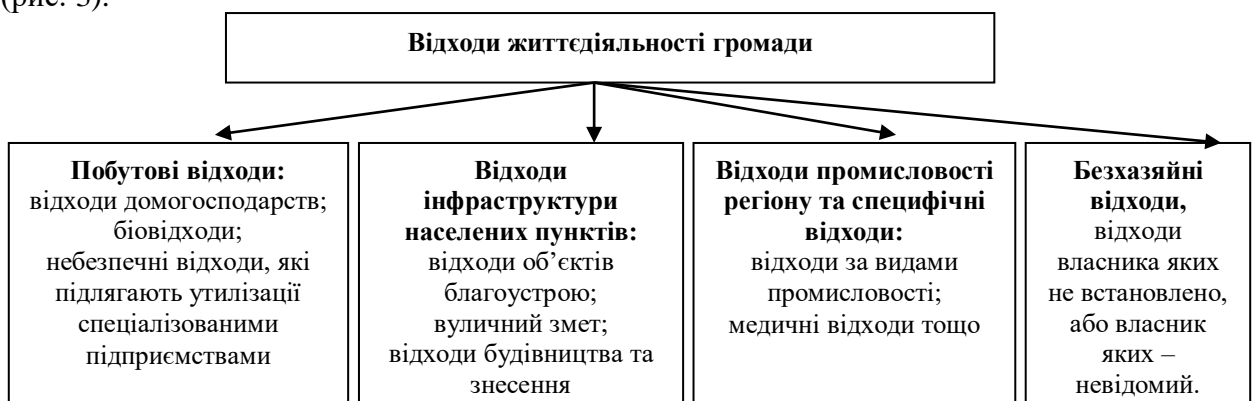 (рис. 3).
Відходи життєдіяльності громади
Побутові відходи:
відходи домогосподарств;
біовідходи;
небезпечні відходи, які
підлягають утилізації
спеціалізованими
підприємствами
Відходи
інфраструктури
населених пунктів:
відходи об’єктів
благоустрою;
вуличний змет;
відходи будівництва та
знесення
Відходи промисловості
регіону та специфічні
відходи:
відходи за видами
промисловості;
медичні відходи тощо
Безхазяйні
відходи,
відходи
власника яких
не встановлено,
або власник
яких –
невідомий.